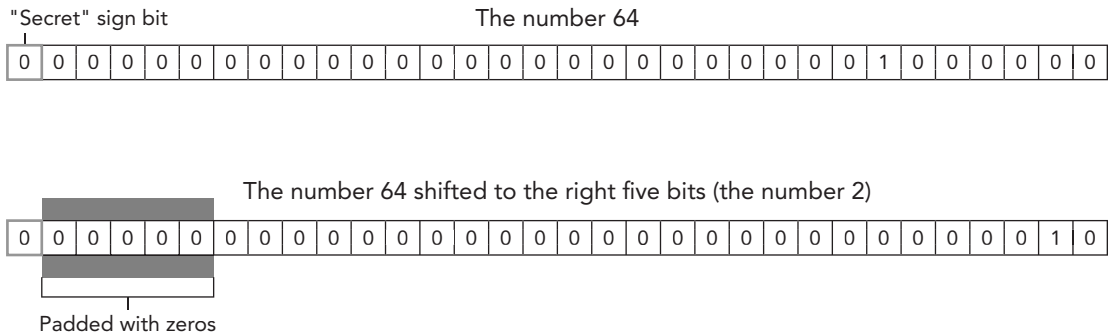 "Secret" sign bit
The number 64
0 0 0 0 0 0 0 0 0 0 0 0 0 0 0 0 0 0 0 0 0 0 0 0 0 1 0 0 0 0 0 0
The number 64 shifted to the right five bits (the number 2)
0 0 0 0 0 0 0 0 0 0 0 0 0 0 0 0 0 0 0 0 0 0 0 0 0 0 0 0 0 0 1 0
Padded with zeros